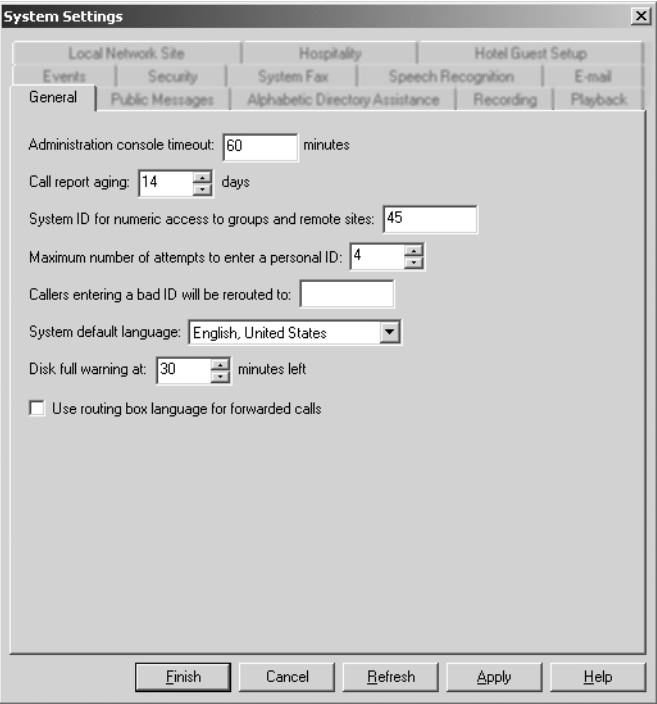 System Settings
Local Network Site Hospitality Hotel Guest Setup
Events Security System Fax Speech Recognition E-mail
General Public Messages Alphabetic Directory Assistance Recording Playback
Administration console timeout: 60 minutes
Call report aging: 14 days
System ID for numeric access to groups and remote sites: 45
Maximum number of attempts to enter a personal ID: 4
Callers entering a bad ID will be rerouted to:
System default language: English, United States
Disk full warning at: 30 minutes left
Use routing box language for forwarded calls
Finish Cancel Refresh Apply Help